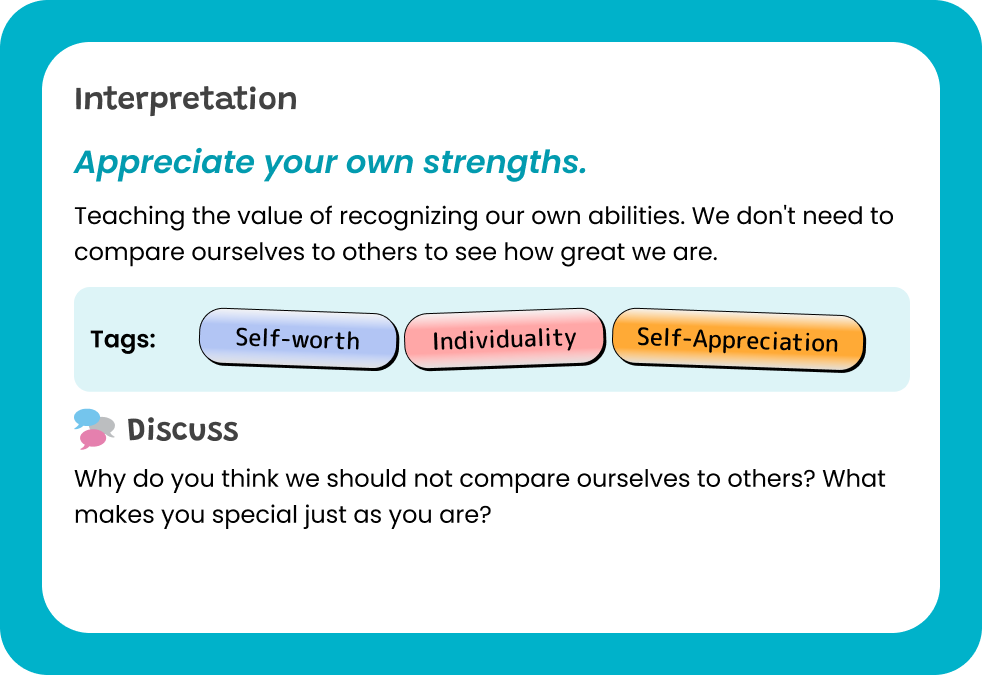 Interpretation
Appreciate your own strengths.
Teaching the value of recognizing our own abilities. We don't need to
compare ourselves to others to see how great we are.
Tags: Self-worth Individuality Self-Appreciation
Discuss
Why do you think we should not compare ourselves to others? What
makes you special just as you are?